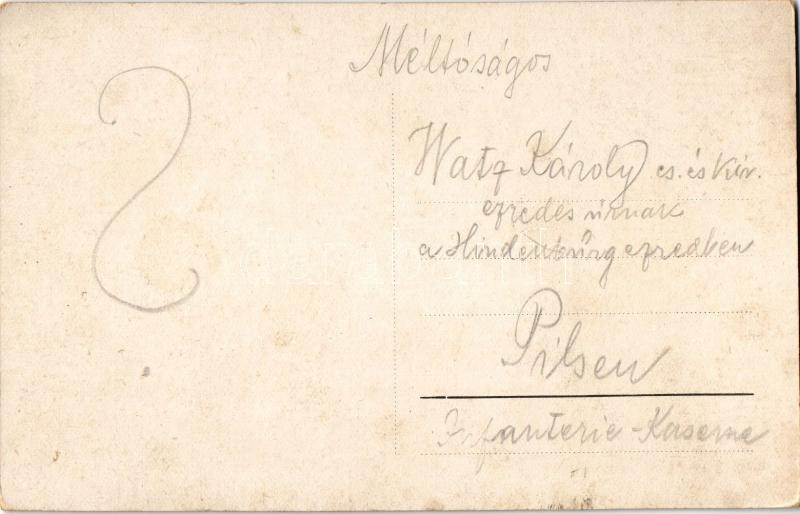 Méltóságos
Watz Károly cs. és kir.
ezredes úrnak
a Hindenburg ezredben
Pilsen
Infanterie-Kaserne